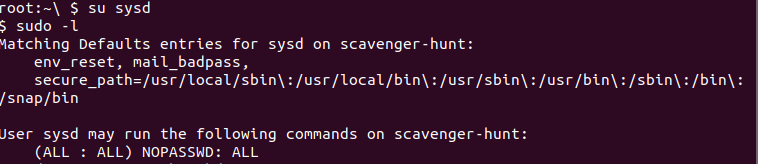 root:~\ $ su sysd
$ sudo -l
Matching Defaults entries for sysd on scavenger-hunt:
    env_reset, mail_badpass,
    secure_path=/usr/local/sbin\:/usr/local/bin\:/usr/sbin\:/usr/bin\:/sbin\:/bin\:
/snap/bin

User sysd may run the following commands on scavenger-hunt:
    (ALL : ALL) NOPASSWD: ALL